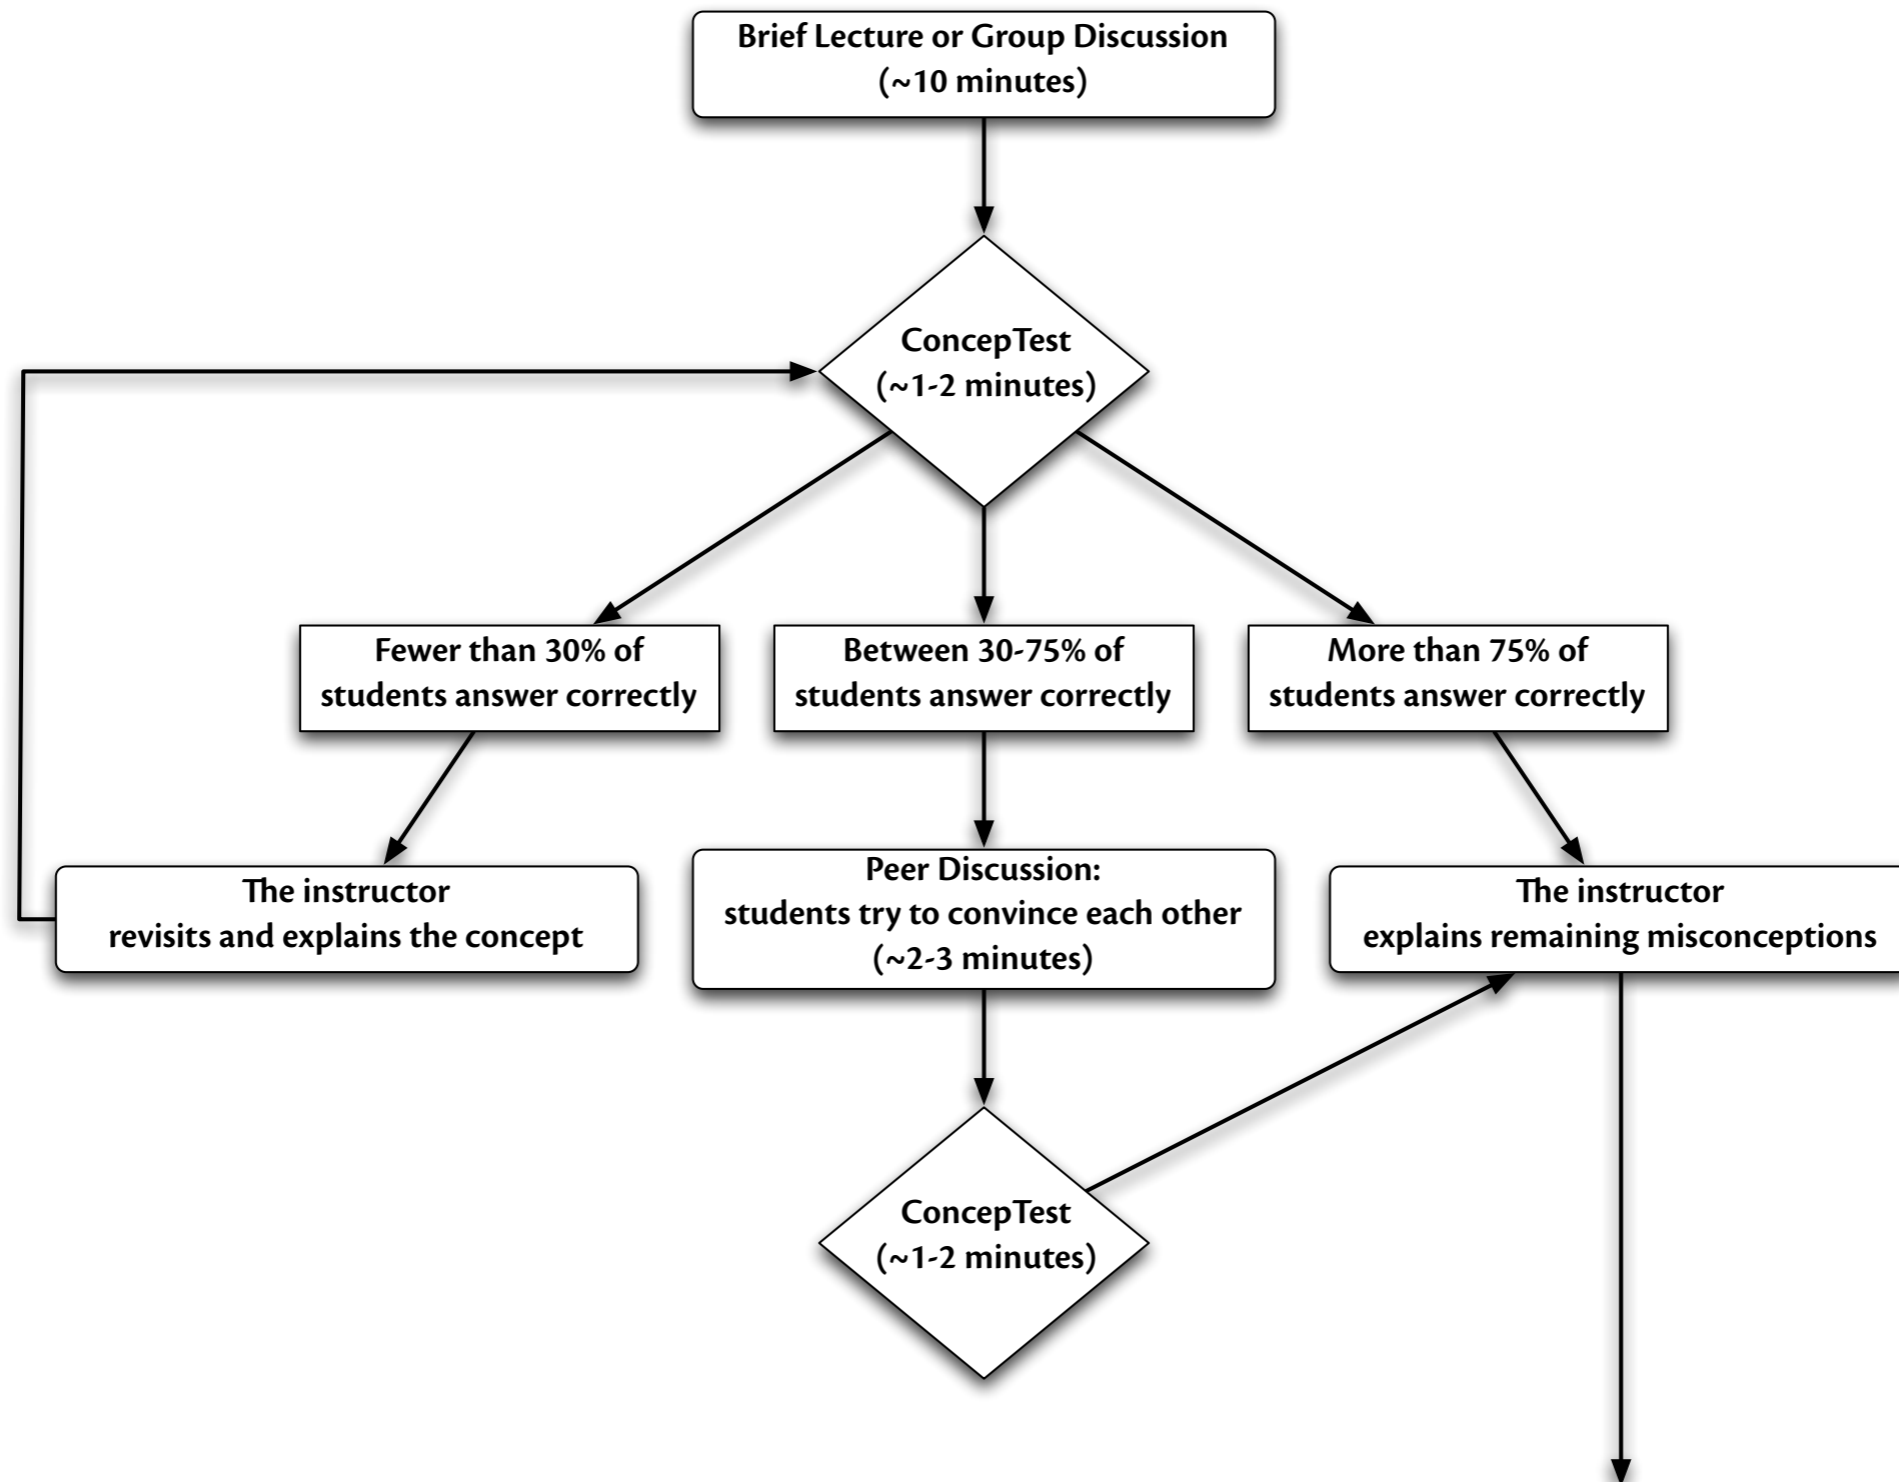 Brief Lecture or Group Discussion
(~10 minutes)
ConcepTest
(~1-2 minutes)
Fewer than 30% of
students answer correctly
Between 30-75% of
students answer correctly
More than 75% of
students answer correctly
The instructor
revisits and explains the concept
Peer Discussion:
students try to convince each other
(~2-3 minutes)
The instructor
explains remaining misconceptions
ConcepTest
(~1-2 minutes)